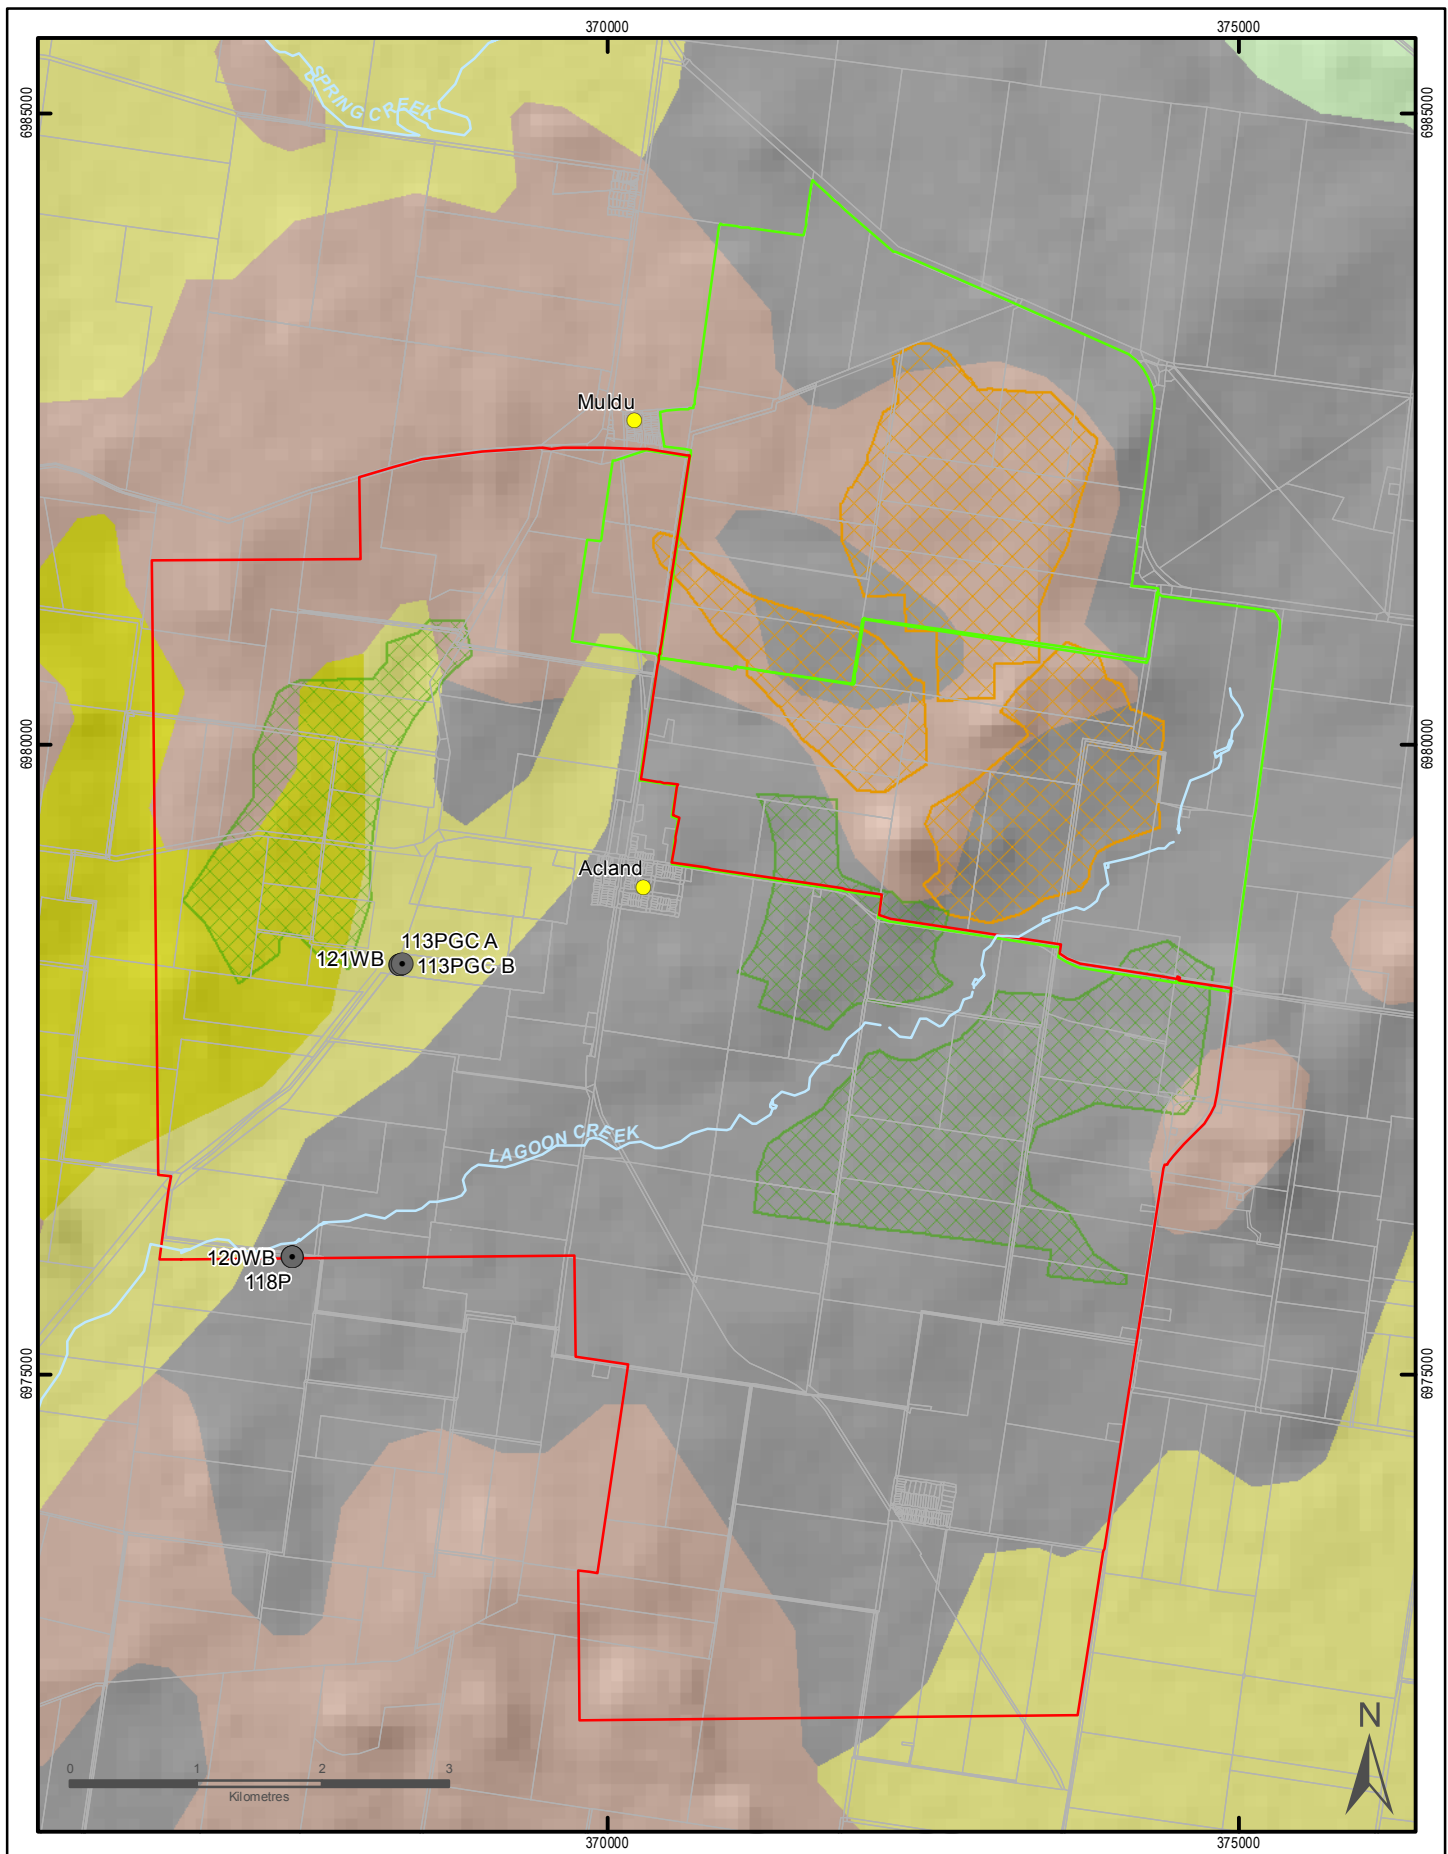 370000 375000
6985000 6985000
SPRING CREEK
Muldu
6980000 6980000
Acland
113PGC A
121WB 113PGC B
LAGOON CREEK
120WB
118P
6975000 6975000
N
0 1 2 3
Kilometres
370000 375000